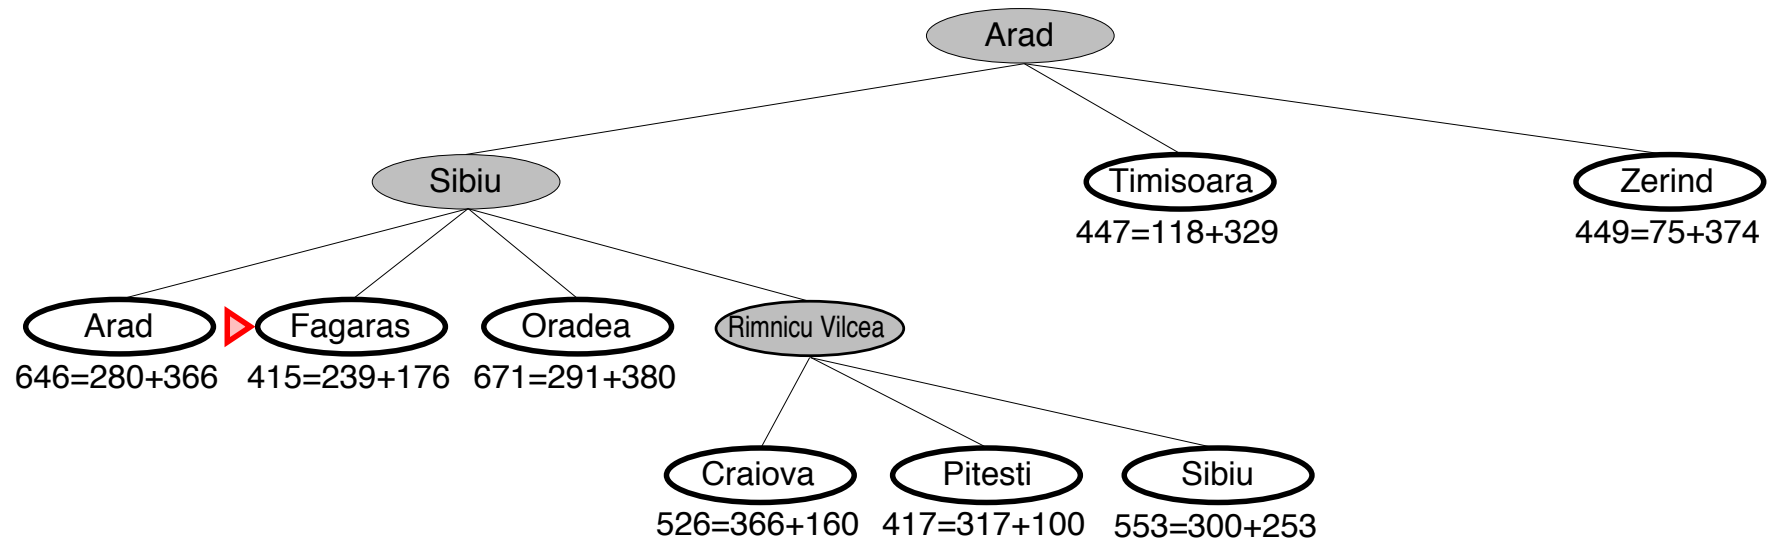 Arad
Sibiu
Timisoara
Zerind
447=118+329
449=75+374
Arad
Fagaras
Oradea
Rimnicu Vilcea
646=280+366
415=239+176
671=291+380
Craiova
Pitesti
Sibiu
526=366+160
417=317+100
553=300+253